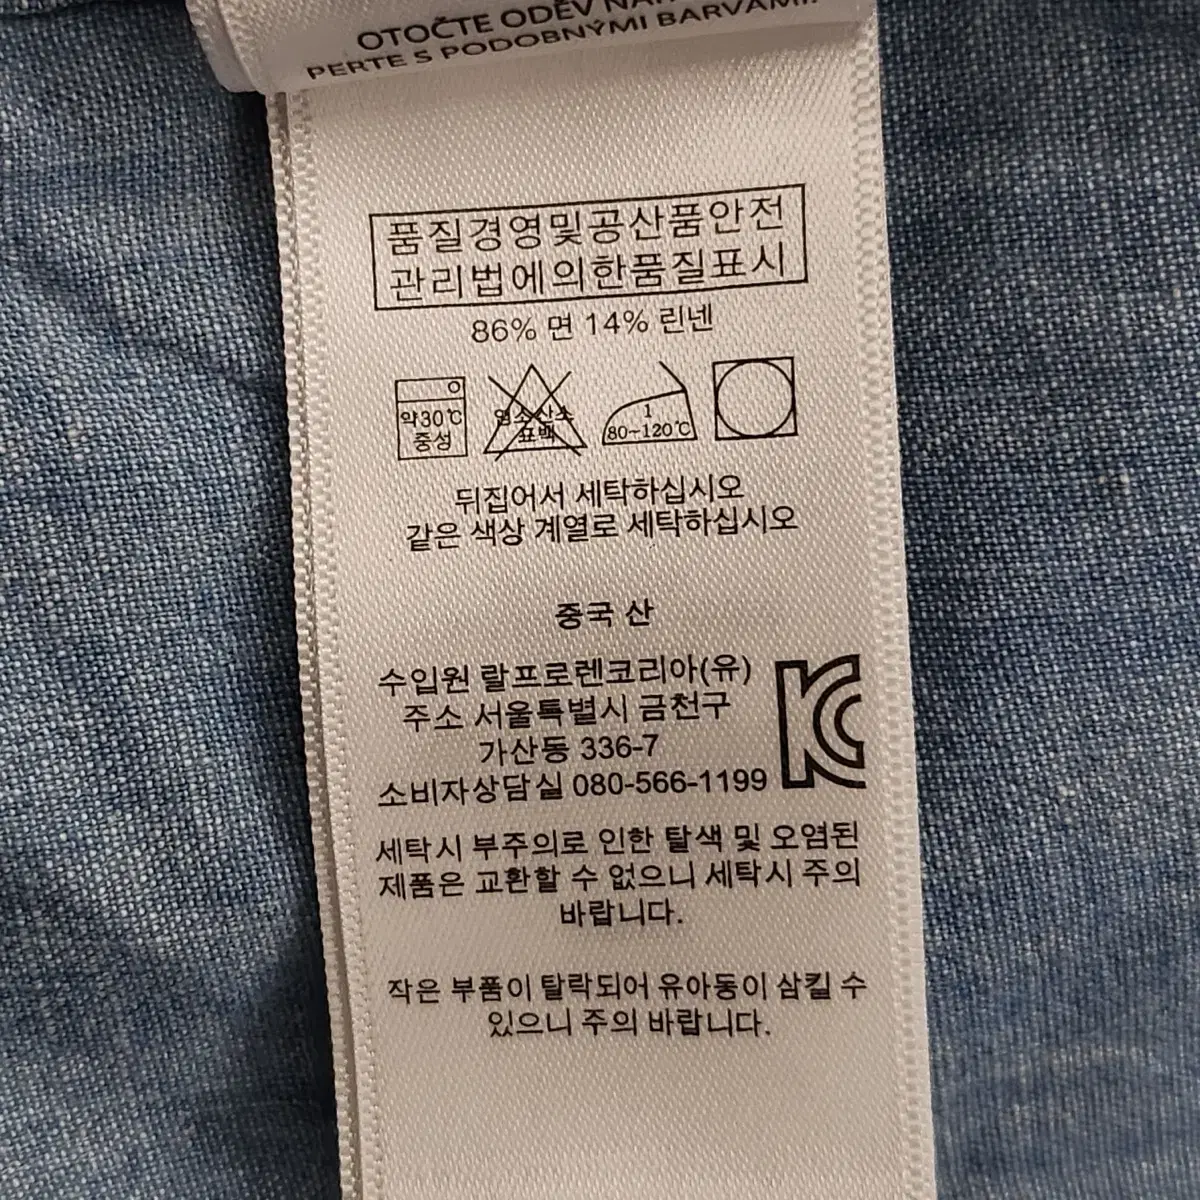 OTOČTE ODĚV
PERTE S PODOBNÝMI BARVAMI.
품질경영및공산품안전
관리법에의한품질표시
86% 면 14% 린넨
약30℃
중성
염소산소
표백
1
80~120℃
뒤집어서 세탁하십시오
같은 색상 계열로 세탁하십시오
중국 산
수입원 랄프로렌코리아(유)
주소 서울특별시 금천구
가산동 336-7
소비자상담실 080-566-1199
KC
세탁시 부주의로 인한 탈색 및 오염된
제품은 교환할 수 없으니 세탁시 주의
바랍니다.
작은 부품이 탈락되어 유아동이 삼킬 수
있으니 주의 바랍니다.